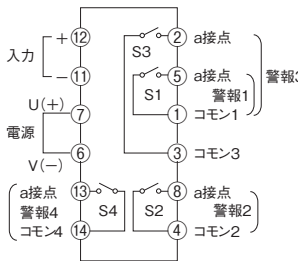 入力
+
⑫
−
⑪
U(+)
⑦
電源
⑥
V(−)
⑬
警報4
a接点
コモン4
⑭
S4
S3
② a接点
警報3
S1
⑤ a接点
警報1
① コモン1
③ コモン3
S2
⑧ a接点
警報2
④ コモン2